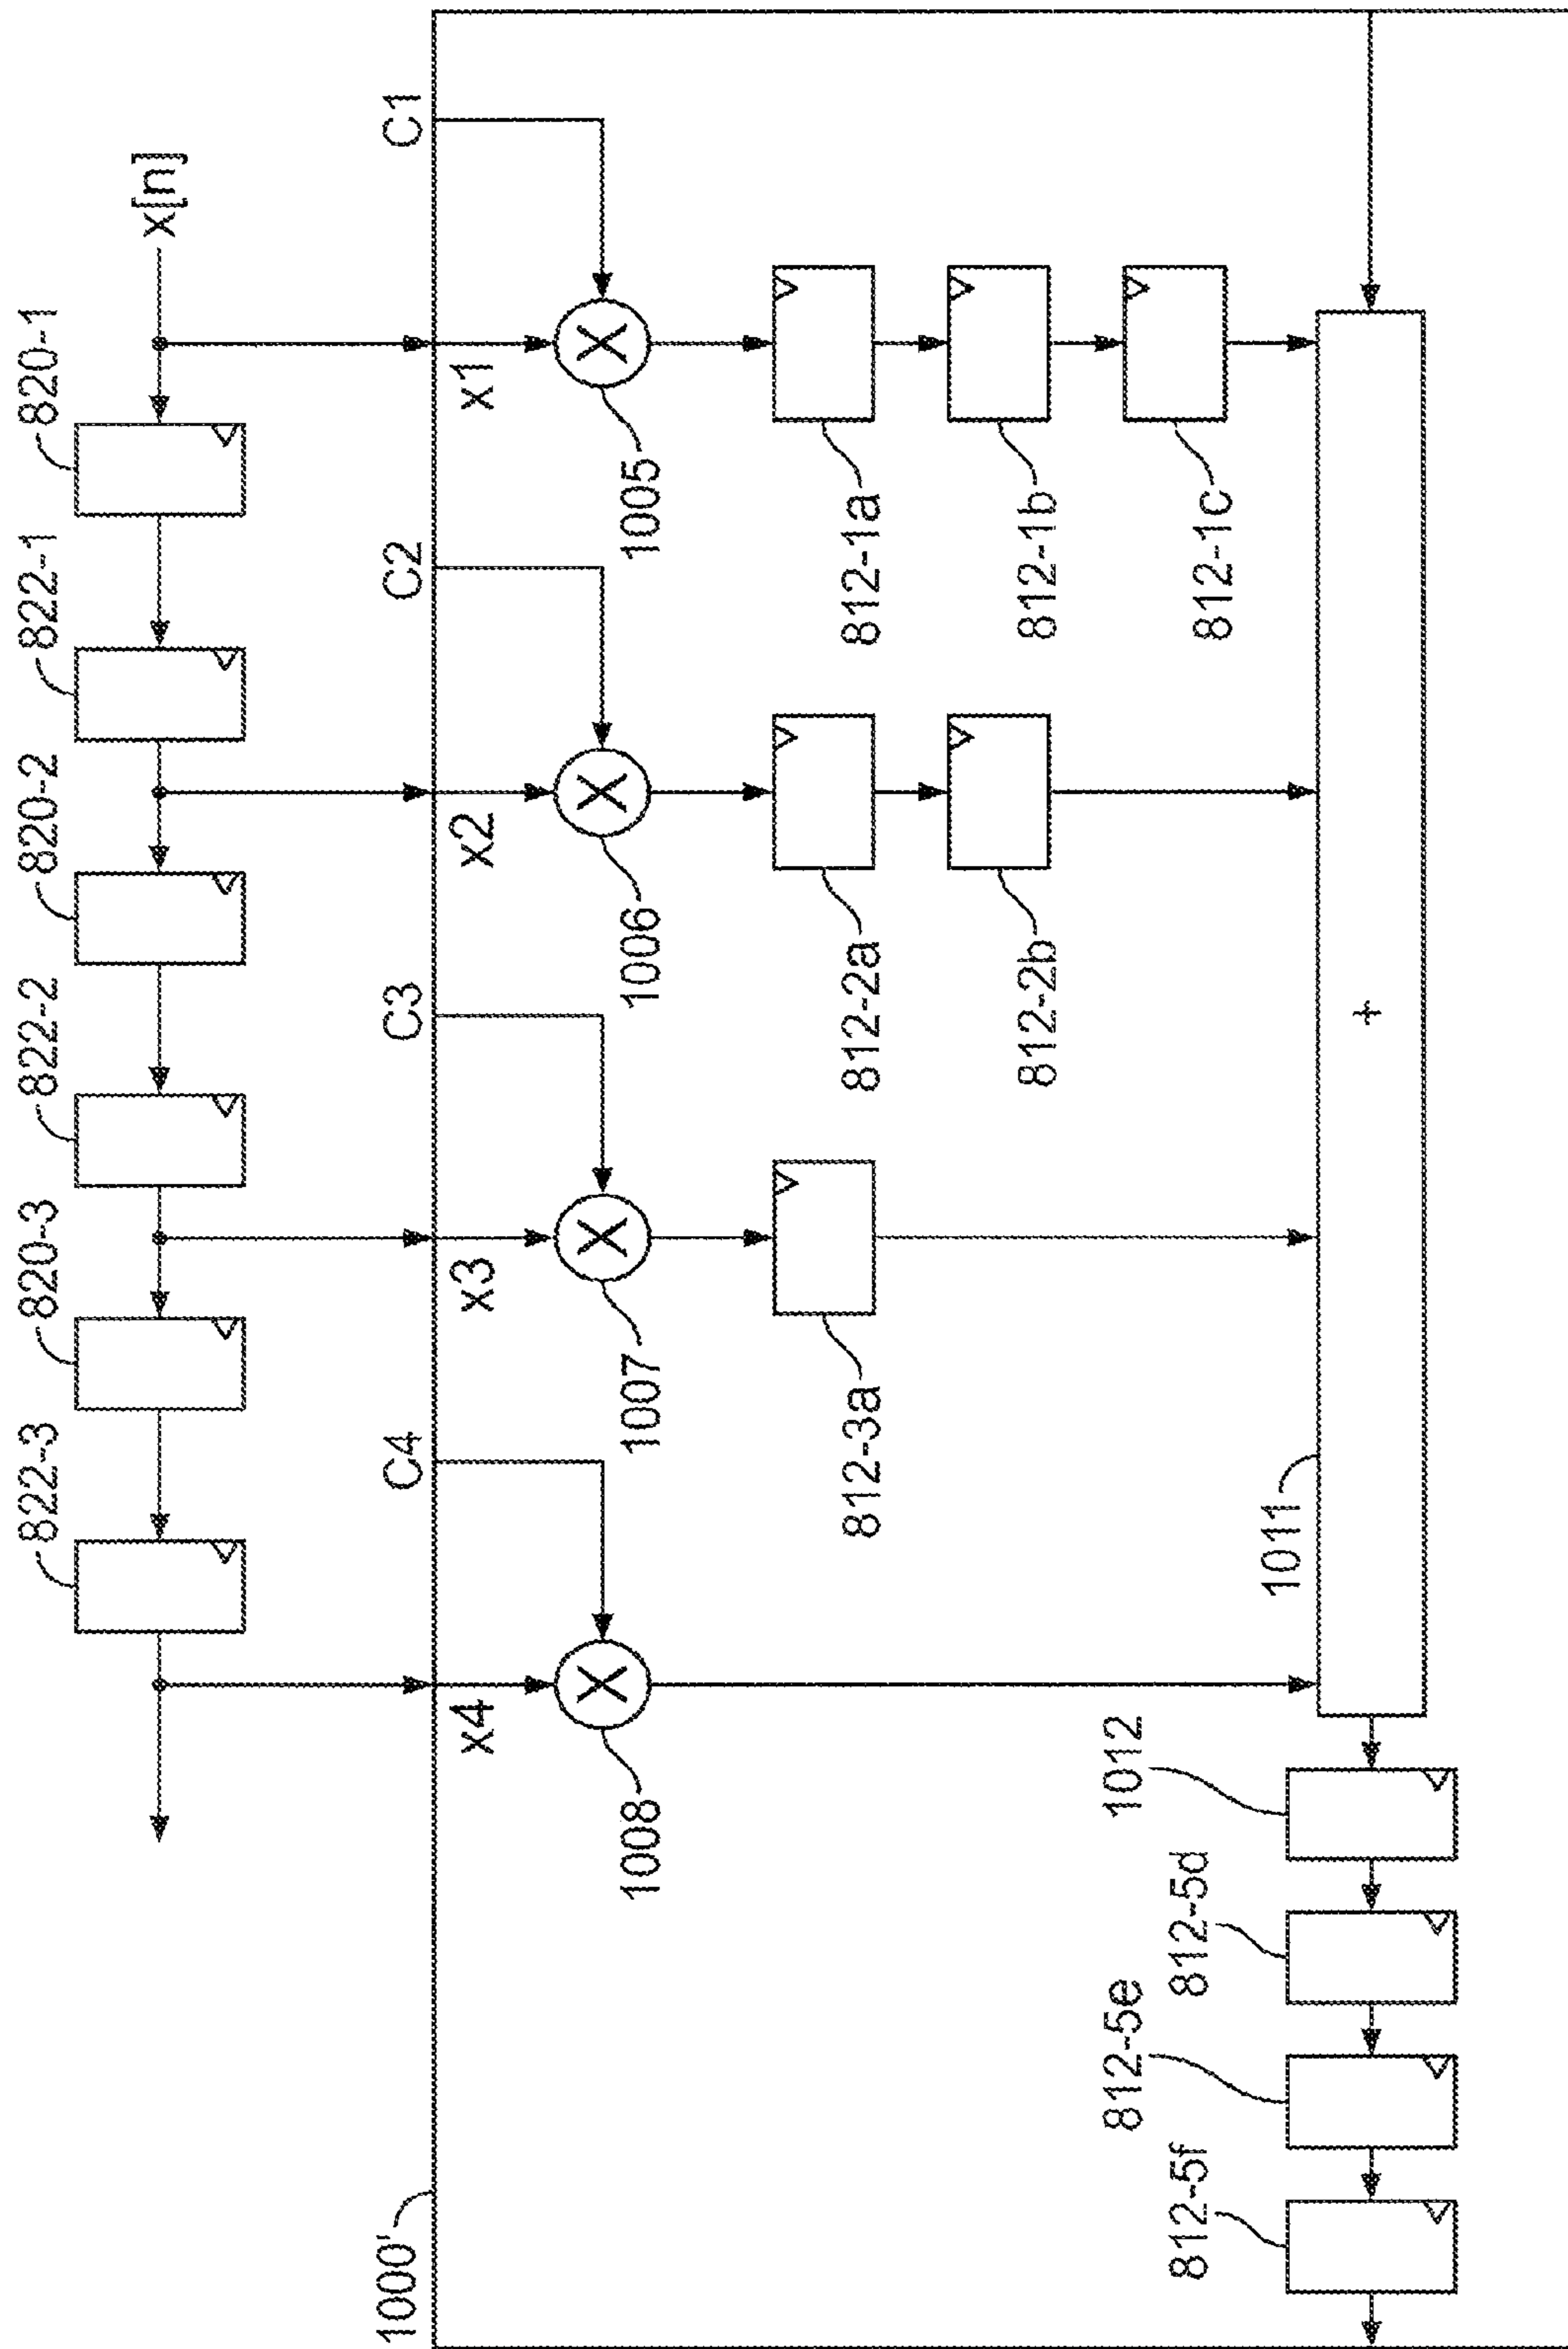 822-3
820-3
822-2
820-2
822-1
820-1
x[n]
1000'
C4
C3
C2
C1
x4
x3
x2
x1
X
X
X
X
1008
1007
1006
1005
812-3a
812-2a
812-1a
812-2b
812-1b
812-5e
1012
812-5f
812-5d
812-1c
1011
+